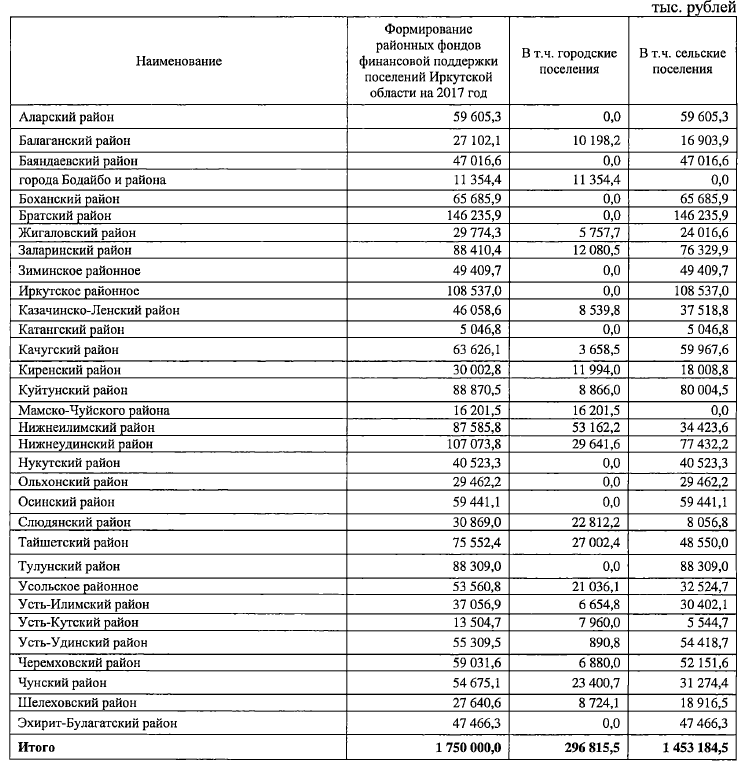 тыс. рублей
Наименование
Формирование
районных фондов
финансовой поддержки
поселений Иркутской
области на 2017 год
В т.ч. городские
поселения
В т.ч. сельские
поселения
Аларский район 59 605,3 0,0 59 605,3
Балаганский район 27 102,1 10 198,2 16 903,9
Баяндаевский район 47 016,6 0,0 47 016,6
города Бодайбо и района 11 354,4 11 354,4 0,0
Боханский район 65 685,9 0,0 65 685,9
Братский район 146 235,9 0,0 146 235,9
Жигаловский район 29 774,3 5 757,7 24 016,6
Заларинский район 88 410,4 12 080,5 76 329,9
Зиминское районное 49 409,7 0,0 49 409,7
Иркутское районное 108 537,0 0,0 108 537,0
Казачинско-Ленский район 46 058,6 8 539,8 37 518,8
Катангский район 5 046,8 0,0 5 046,8
Качугский район 63 626,1 3 658,5 59 967,6
Киренский район 30 002,8 11 994,0 18 008,8
Куйтунский район 88 870,5 8 866,0 80 004,5
Мамско-Чуйского района 16 201,5 16 201,5 0,0
Нижнеилимский район 87 585,8 53 162,2 34 423,6
Нижнеудинский район 107 073,8 29 641,6 77 432,2
Нукутский район 40 523,3 0,0 40 523,3
Ольхонский район 29 462,2 0,0 29 462,2
Осинский район 59 441,1 0,0 59 441,1
Слюдянский район 30 869,0 22 812,2 8 056,8
Тайшетский район 75 552,4 27 002,4 48 550,0
Тулунский район 88 309,0 0,0 88 309,0
Усольское районное 53 560,8 21 036,1 32 524,7
Усть-Илимский район 37 056,9 6 654,8 30 402,1
Усть-Кутский район 13 504,7 7 960,0 5 544,7
Усть-Удинский район 55 309,5 890,8 54 418,7
Черемховский район 59 031,6 6 880,0 52 151,6
Чунский район 54 675,1 23 400,7 31 274,4
Шелеховский район 27 640,6 8 724,1 18 916,5
Эхирит-Булагатский район 47 466,3 0,0 47 466,3
Итого 1 750 000,0 296 815,5 1 453 184,5